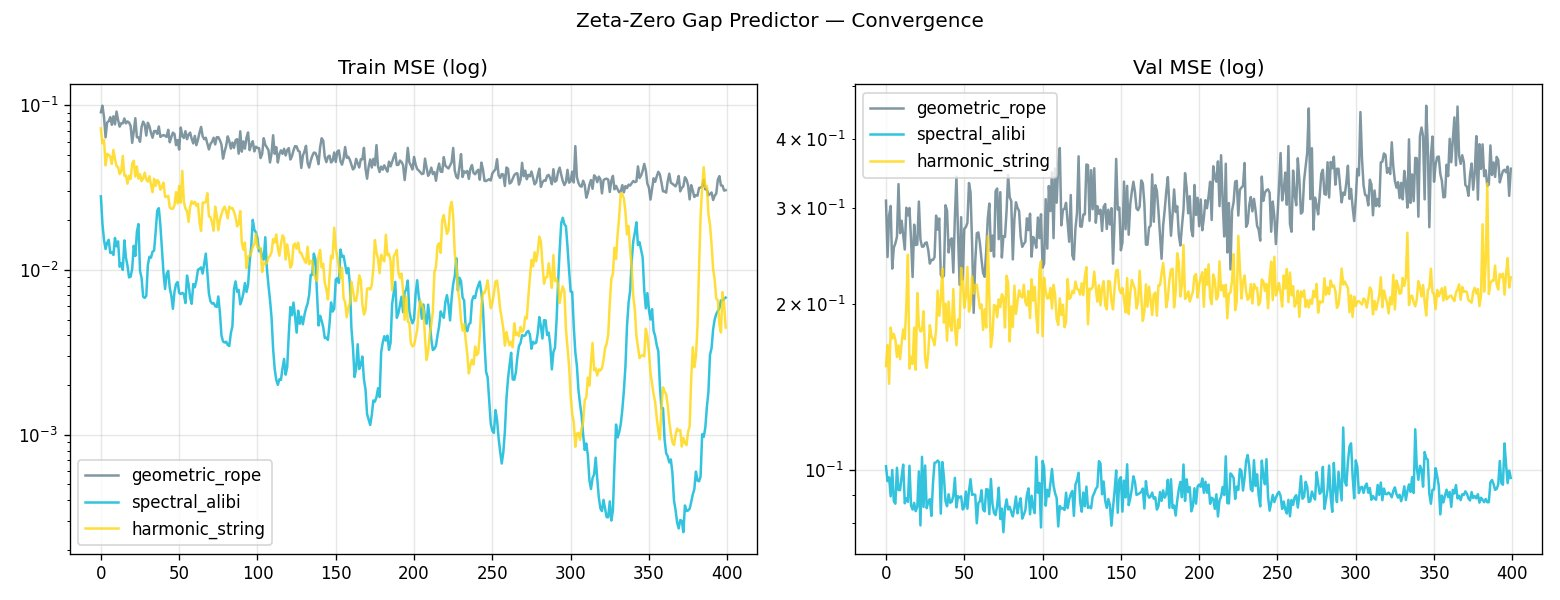 Zeta-Zero Gap Predictor — Convergence
Train MSE (log)
10⁻¹
10⁻²
10⁻³
geometric_rope
spectral_alibi
harmonic_string
0 50 100 150 200 250 300 350 400
Val MSE (log)
geometric_rope
spectral_alibi
harmonic_string
4 × 10⁻¹
3 × 10⁻¹
2 × 10⁻¹
10⁻¹
0 50 100 150 200 250 300 350 400